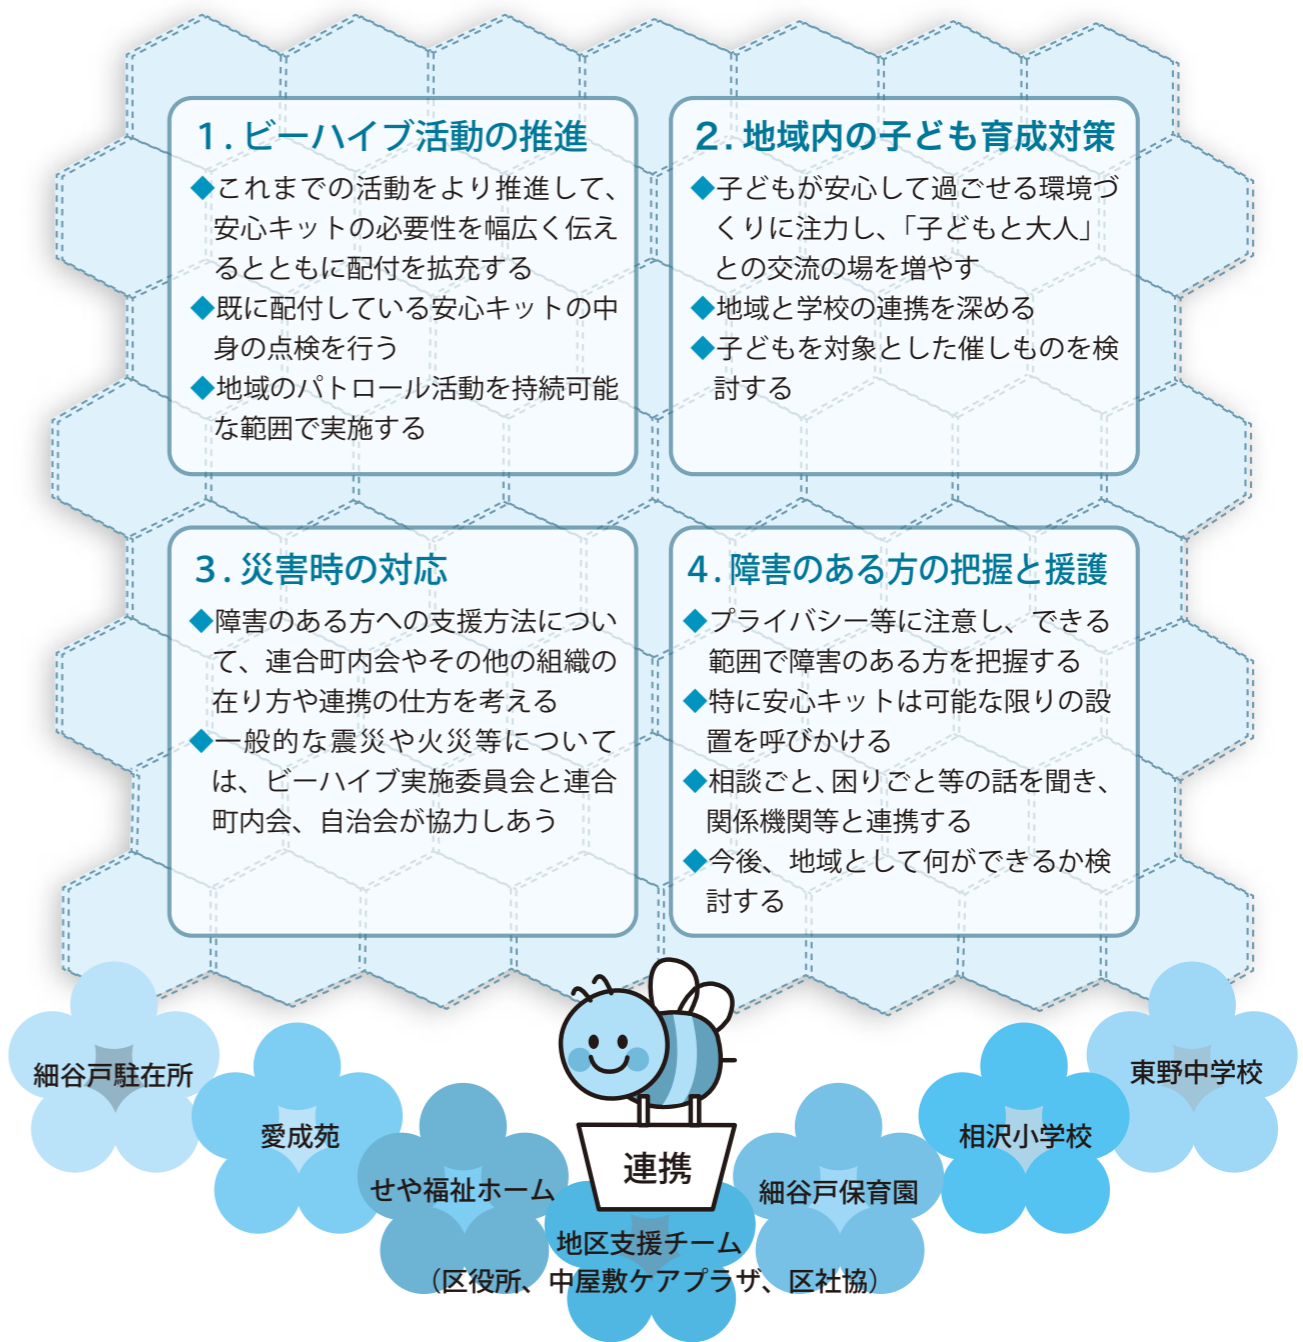 １．ビーハイブ活動の推進
◆これまでの活動をより推進して、
安心キットの必要性を幅広く伝え
るとともに配付を拡充する
◆既に配付している安心キットの中
身の点検を行う
◆地域のパトロール活動を持続可能
な範囲で実施する
２．地域内の子ども育成対策
◆子どもが安心して過ごせる環境づ
くりに注力し、「子どもと大人」
との交流の場を増やす
◆地域と学校の連携を深める
◆子どもを対象とした催しものを検
討する
３．災害時の対応
◆障害のある方への支援方法につい
て、連合町内会やその他の組織の
在り方や連携の仕方を考える
◆一般的な震災や火災等について
は、ビーハイブ実施委員会と連合
町内会、自治会が協力しあう
４．障害のある方の把握と援護
◆プライバシー等に注意し、できる
範囲で障害のある方を把握する
◆特に安心キットは可能な限りの設
置を呼びかける
◆相談ごと、困りごと等の話を聞き、
関係機関等と連携する
◆今後、地域として何ができるか検
討する
細谷戸駐在所
愛成苑
せや福祉ホーム
連携
地区支援チーム
（区役所、中屋敷ケアプラザ、区社協）
細谷戸保育園
相沢小学校
東野中学校